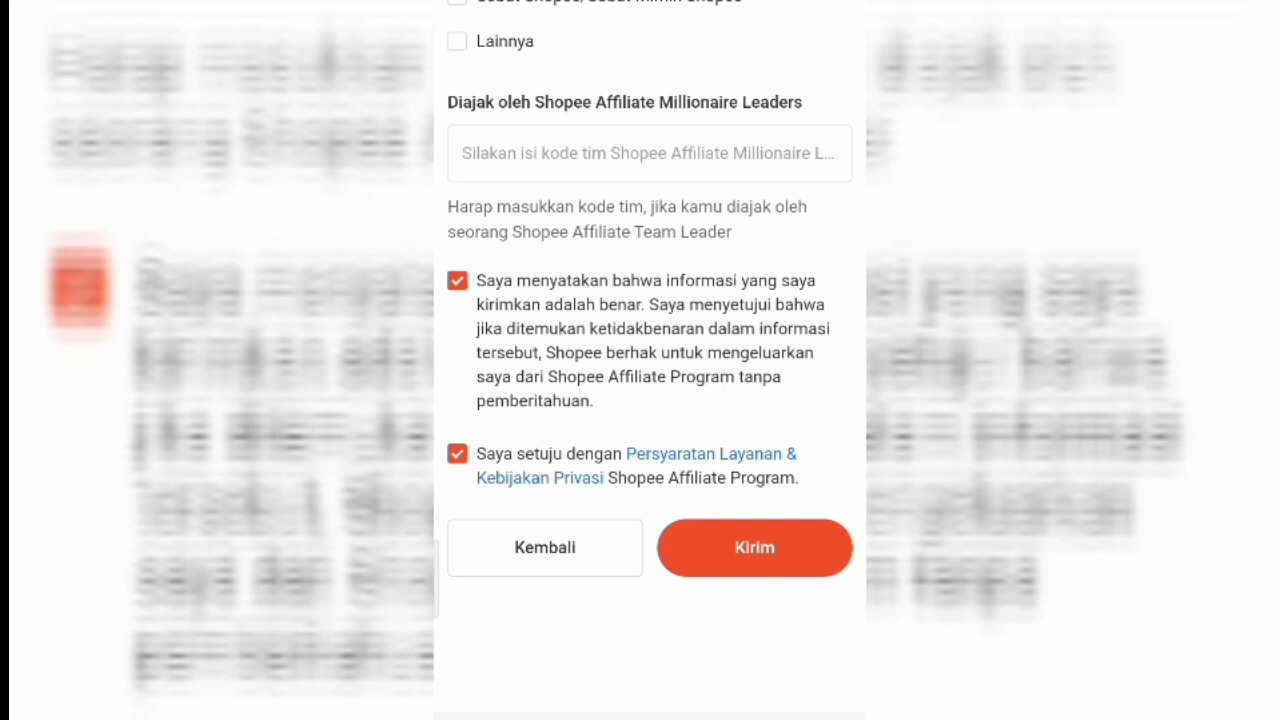 Lainnya
Diajak oleh Shopee Affiliate Millionaire Leaders
Silakan isi kode tim Shopee Affiliate Millionaire L...
Harap masukkan kode tim, jika kamu diajak oleh
seorang Shopee Affiliate Team Leader
Saya menyatakan bahwa informasi yang saya
kirimkan adalah benar. Saya menyetujui bahwa
jika ditemukan ketidakbenaran dalam informasi
tersebut, Shopee berhak untuk mengeluarkan
saya dari Shopee Affiliate Program tanpa
pemberitahuan.
Saya setuju dengan Persyaratan Layanan &
Kebijakan Privasi Shopee Affiliate Program.
Kembali
Kirim